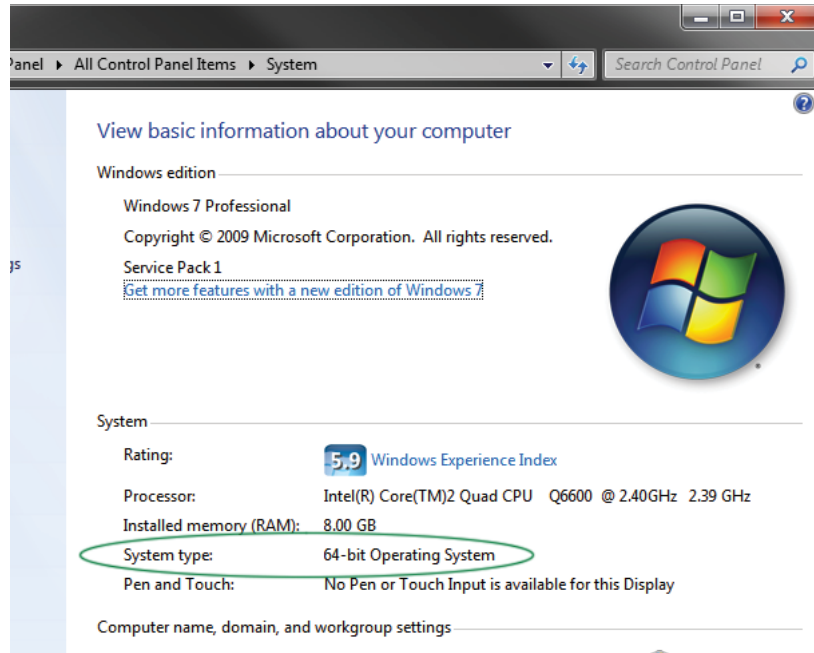 Panel ▸ All Control Panel Items ▸ System Search Control Panel
View basic information about your computer
Windows edition
Windows 7 Professional
Copyright © 2009 Microsoft Corporation. All rights reserved.
gs
Service Pack 1
Get more features with a new edition of Windows 7
System
Rating: 5.9 Windows Experience Index
Processor: Intel(R) Core(TM)2 Quad CPU Q6600 @ 2.40GHz 2.39 GHz
Installed memory (RAM): 8.00 GB
System type: 64-bit Operating System
Pen and Touch: No Pen or Touch Input is available for this Display
Computer name, domain, and workgroup settings